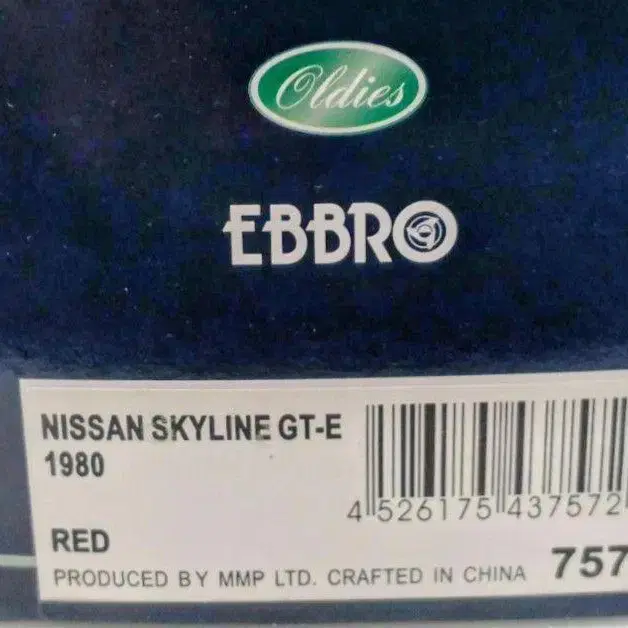 Oldies
EBBRO
NISSAN SKYLINE GT-E
1980
4 526175 437572
RED
PRODUCED BY MMP LTD. CRAFTED IN CHINA
757